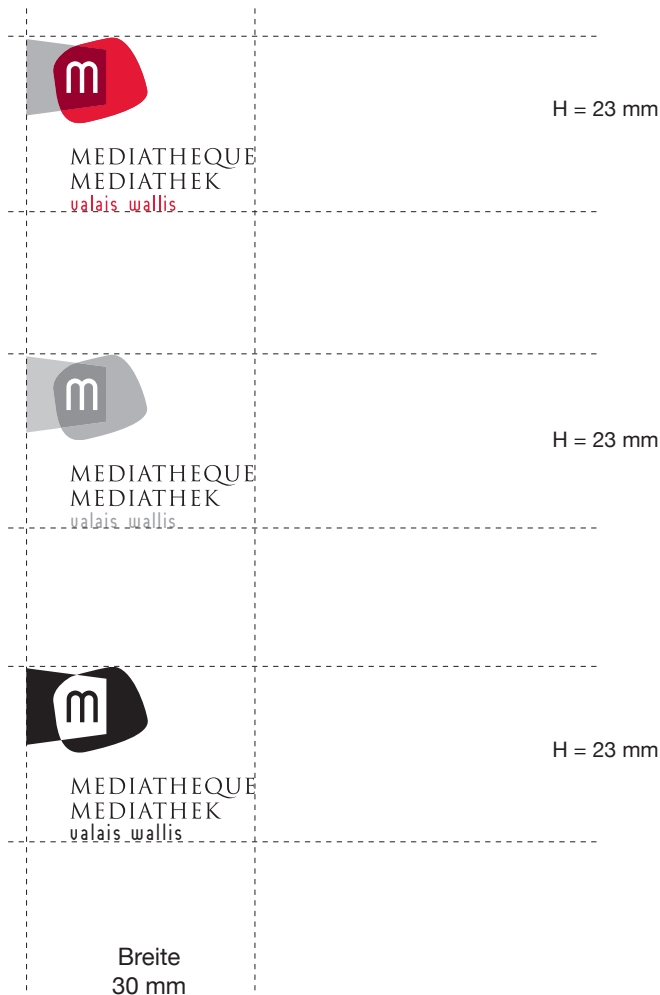 m
H = 23 mm
MEDIATHEQUE
MEDIATHEK
valais wallis
m
H = 23 mm
MEDIATHEQUE
MEDIATHEK
valais wallis
m
H = 23 mm
MEDIATHEQUE
MEDIATHEK
valais wallis
Breite
30 mm